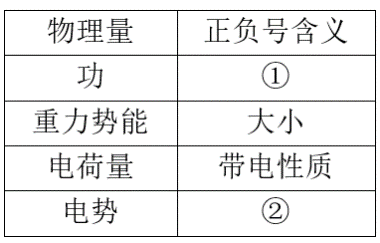 物理量 正负号含义
功 ①
重力势能 大小
电荷量 带电性质
电势 ②